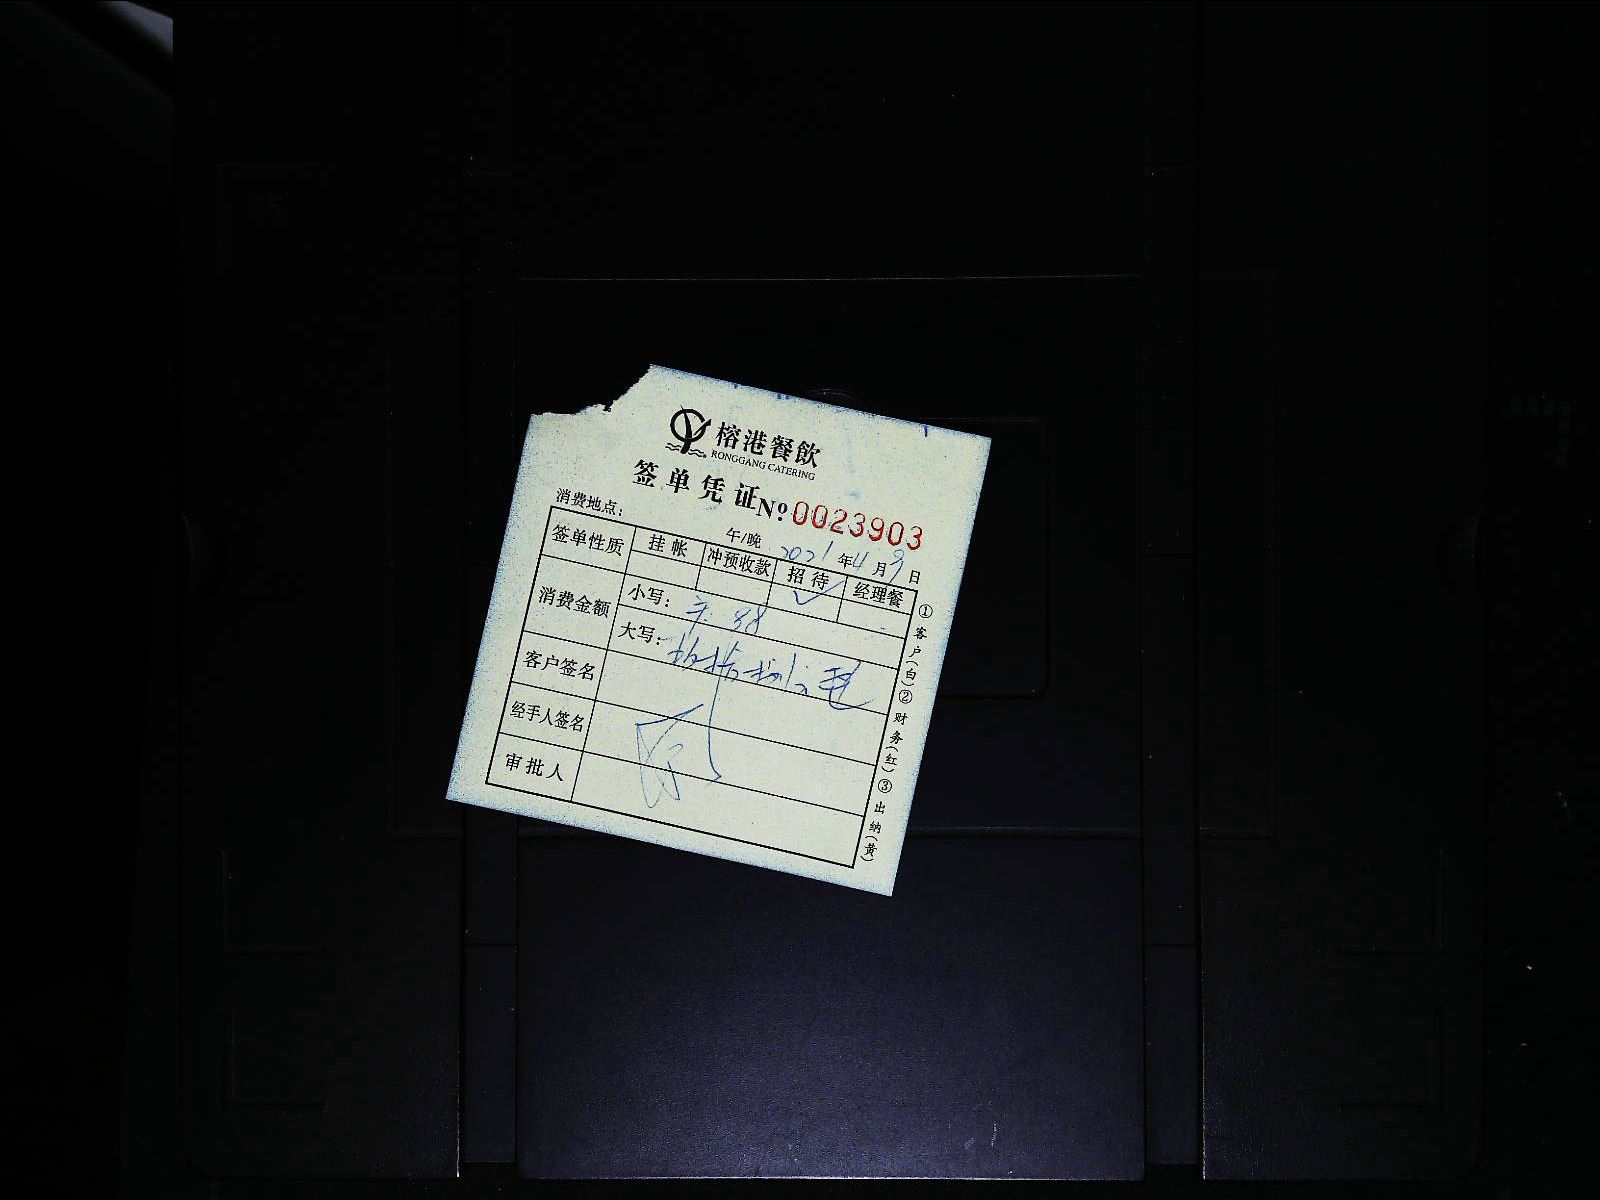 榕港餐飲
RONGGANG CATERING
签单凭证 Nº 0023903
消费地点：
午/晚 2021年4月9日
签单性质 挂帐 冲预收款 招待 经理餐
✓
消费金额 小写： 88
大写：
客户签名
经手人签名
审批人
①客户(白)②财务(红)③出纳(黄)